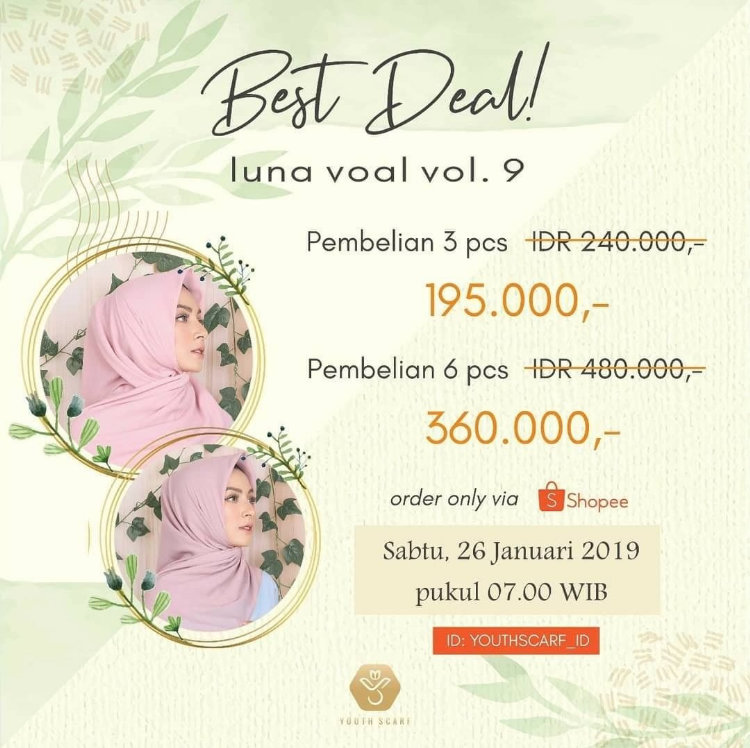 Best Deal!
luna voal vol. 9
Pembelian 3 pcs IDR 240.000,-
195.000,-
Pembelian 6 pcs IDR 480.000,-
360.000,-
order only via S Shopee
Sabtu, 26 Januari 2019
pukul 07.00 WIB
ID: YOUTHSCARF_ID
YOUTH SCARF